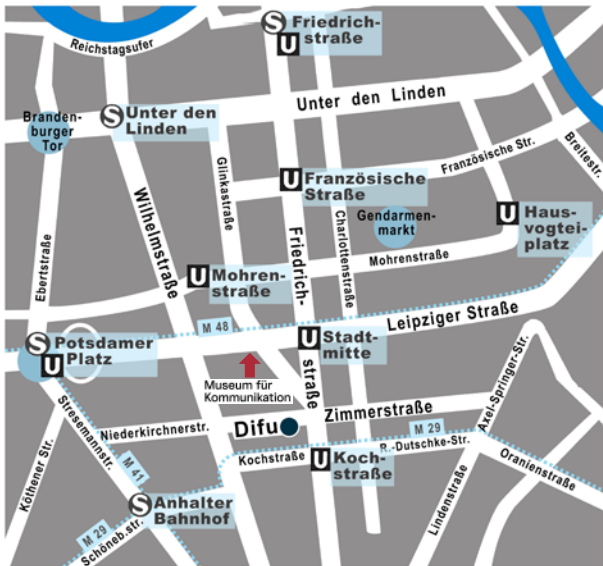 Reichstagsufer
S Friedrich-
U straße
Branden-
burger
Tor
S Unter den
Linden
Unter den Linden
Glinkastraße
Französische Str.
Breitestr.
U Französische
Straße
Wilhelmstraße
Friedrich-
straße
Charlottenstraße
Gendarmen-
markt
U Haus-
vogtei-
platz
Ebertstraße
U Mohren-
straße
Mohrenstraße
M 48
Leipziger Straße
S Potsdamer
U Platz
U Stadt-
mitte
Museum für
Kommunikation
Axel-Springer-Str.
Stresemannstr.
Niederkirchnerstr.
Difu
Zimmerstraße
M 29
R.-Dutschke-Str.
Kochstraße
U Koch-
straße
Oranienstraße
Lindenstraße
Köthener Str.
M 41
S Anhalter
Bahnhof
M 29
Schöneb.str.